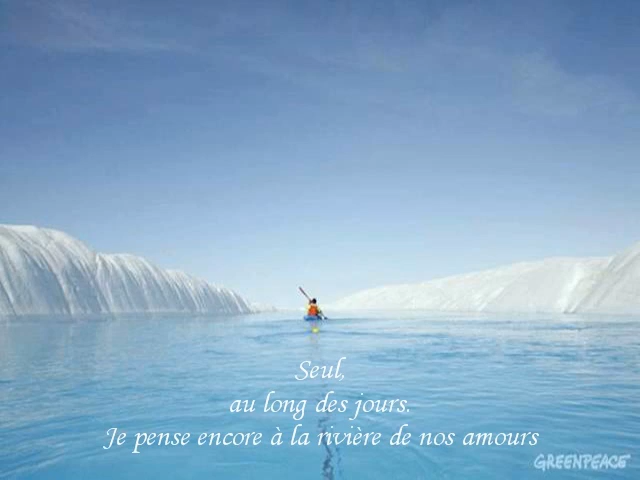 Seul,
au long des jours.
Je pense encore à la rivière de nos amours
GREENPEACE